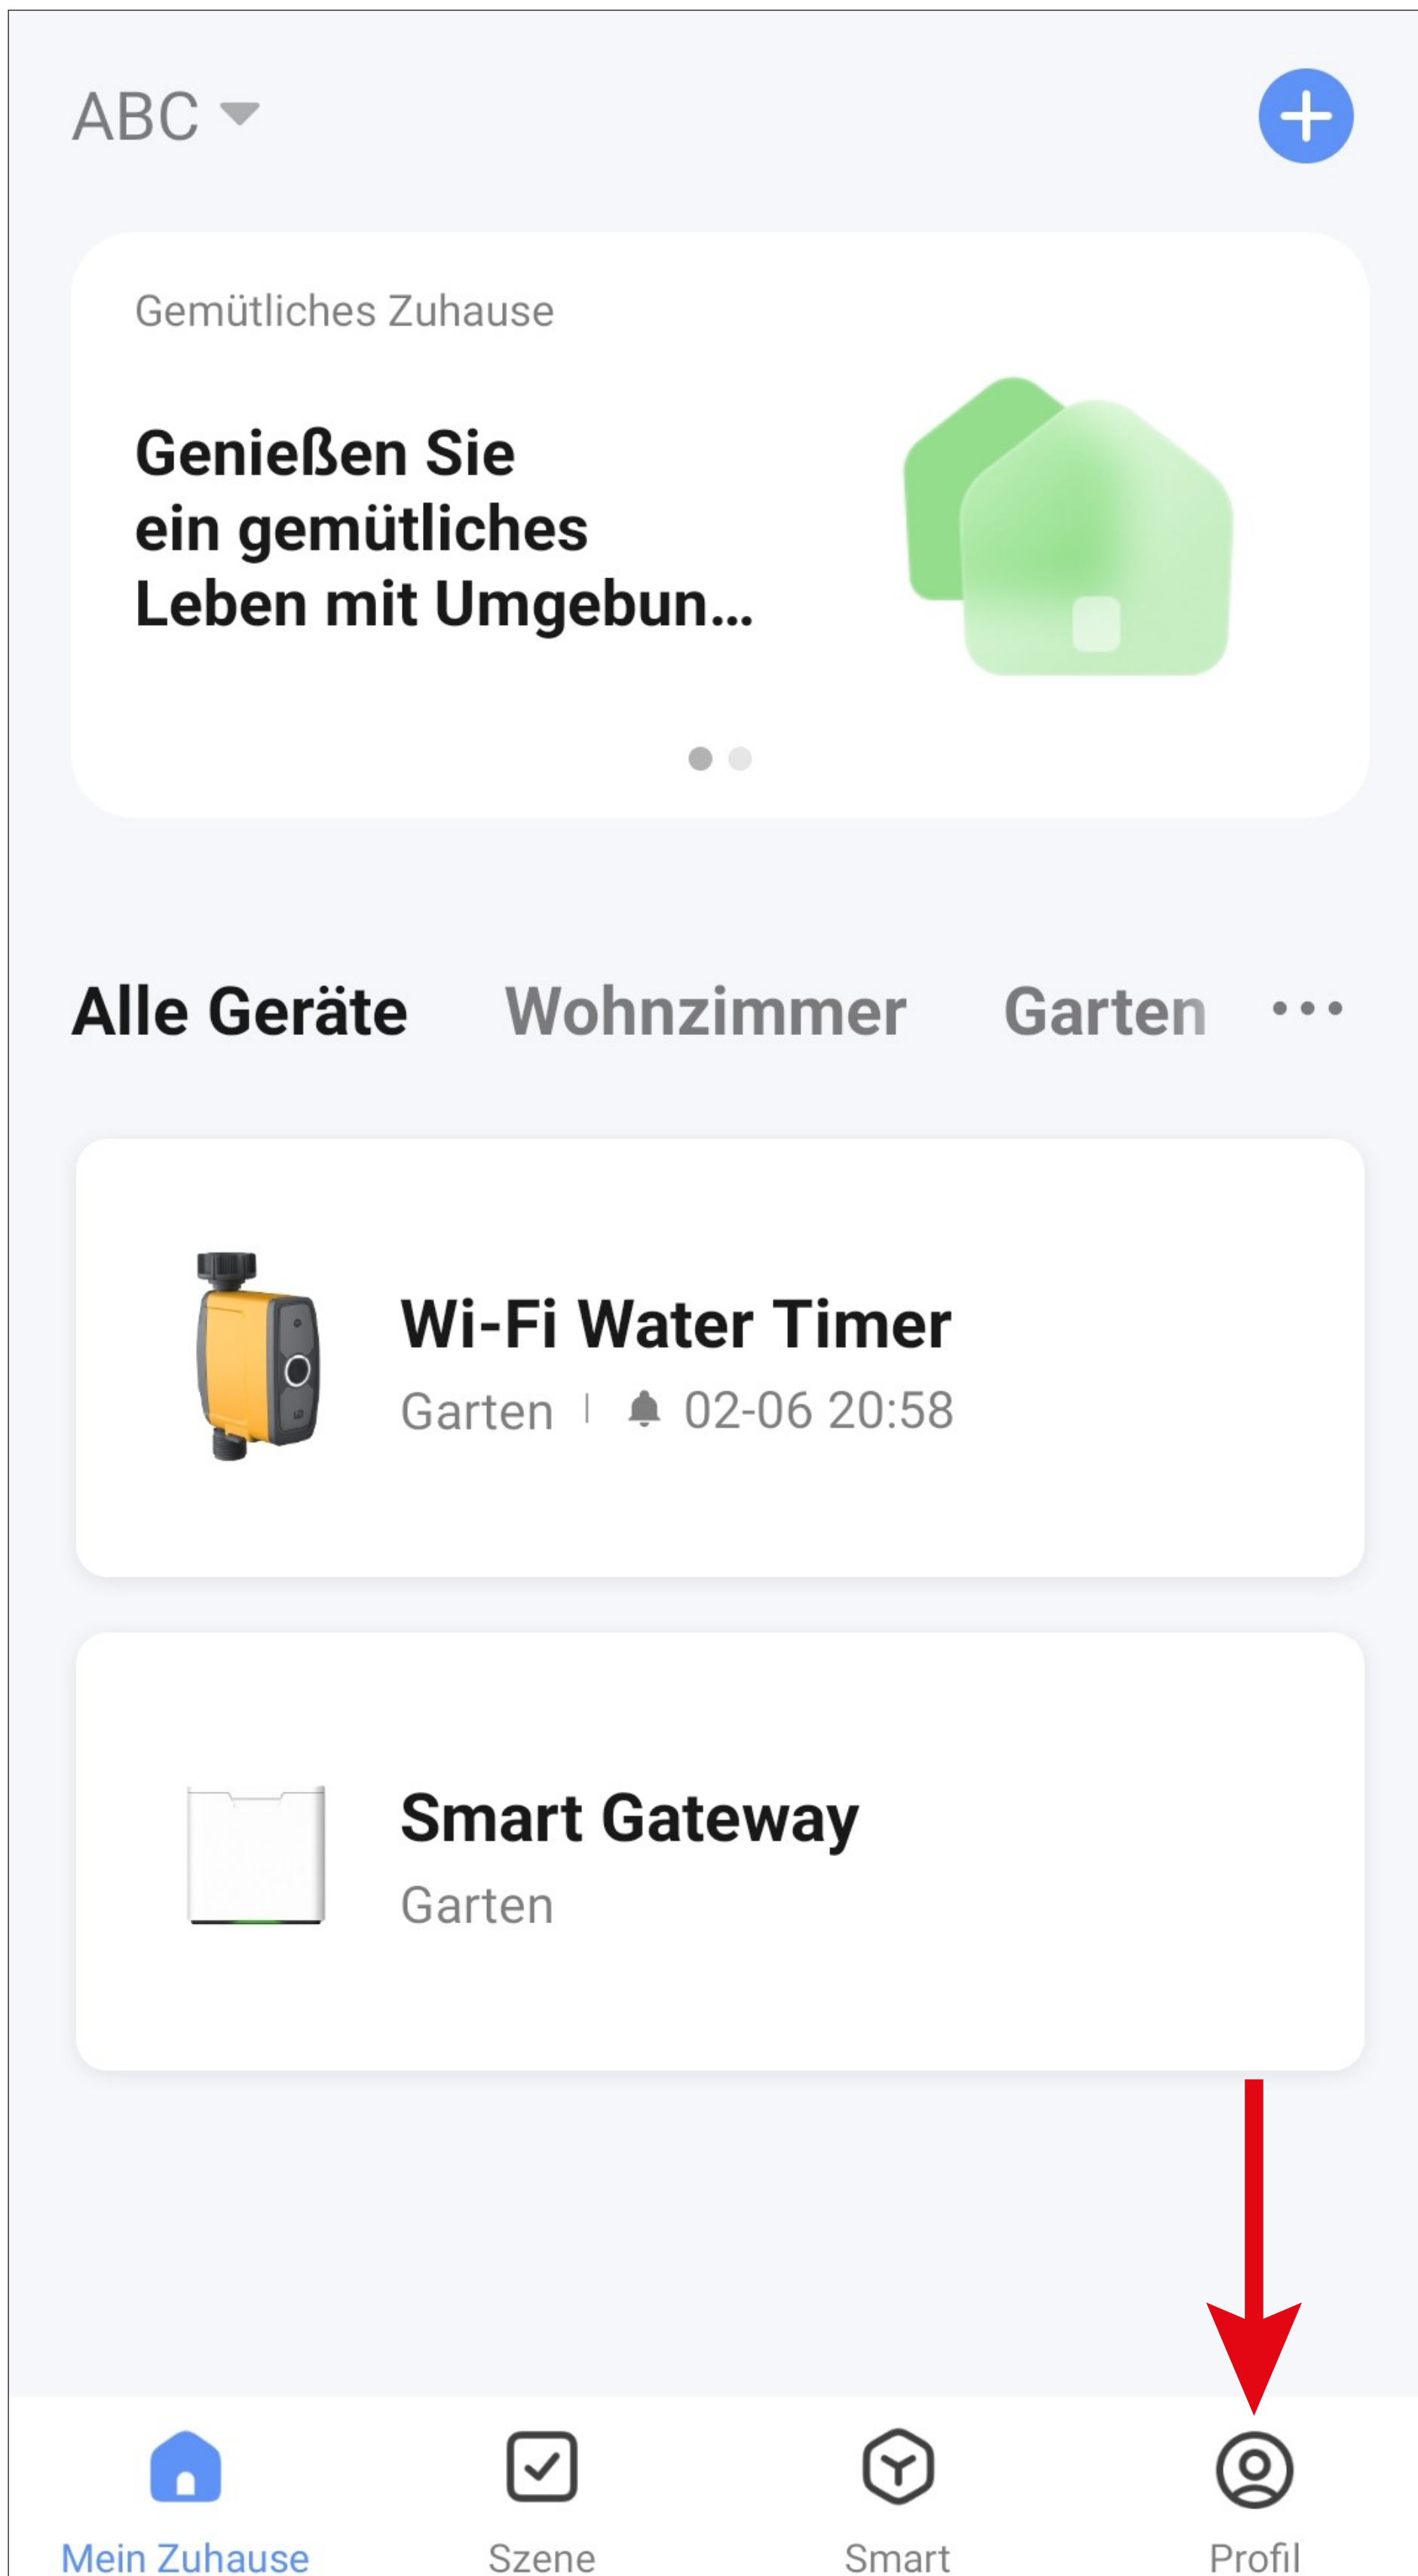 ABC
Gemütliches Zuhause
Genießen Sie
ein gemütliches
Leben mit Umgebun...
Alle Geräte Wohnzimmer Garten
Wi-Fi Water Timer
Garten | 02-06 20:58
Smart Gateway
Garten
Mein Zuhause Szene Smart Profil